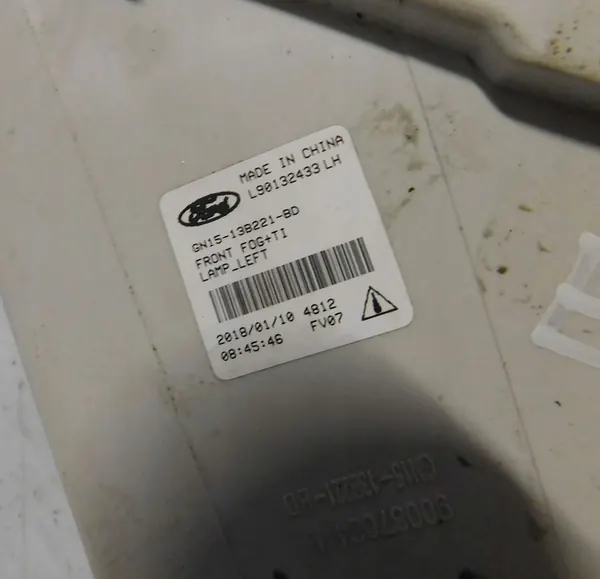 MADE IN CHINA
L90132433 LH
Ford
GN15-13B221-BD
FRONT FOG+TI
LAMP_LEFT
2018/01/10 4812
08:45:46 FV07